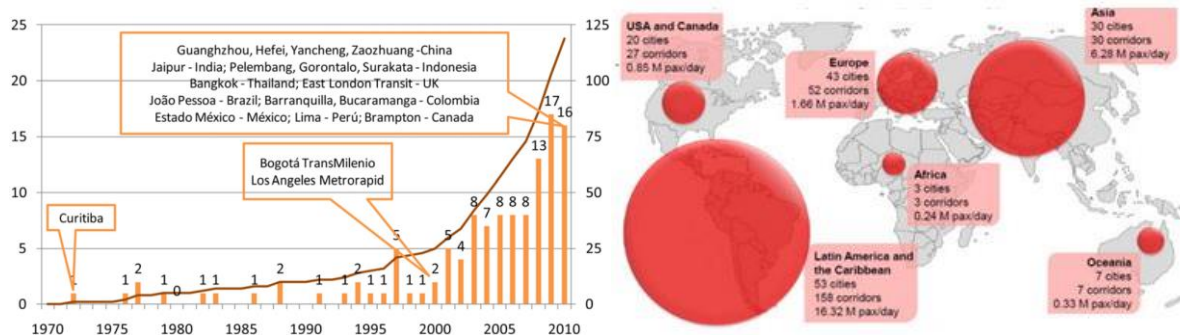 25
20
15
10
5
0
125
100
75
50
25
0
Guanghzhou, Hefei, Yancheng, Zaozhuang -China
Jaipur - India; Pelembang, Gorontalo, Surakata - Indonesia
Bangkok - Thailand; East London Transit - UK
João Pessoa - Brazil; Barranquilla, Bucaramanga - Colombia
Estado México - México; Lima - Perú; Brampton - Canada
Bogotá TransMilenio
Los Angeles Metrorapid
Curitiba
1 1 2 1 0 1 1 1 2 1 1 2 1 1 5 1 1 2 5 4 8 7 8 8 8 13 17 16
1970 1975 1980 1985 1990 1995 2000 2005 2010
USA and Canada
20 cities
27 corridors
0.85 M pax/day
Europe
43 cities
52 corridors
1.66 M pax/day
Asia
30 cities
30 corridors
6.28 M pax/day
Africa
3 cities
3 corridors
0.24 M pax/day
Latin America and
the Caribbean
53 cities
158 corridors
16.32 M pax/day
Oceania
7 cities
7 corridors
0.33 M pax/day